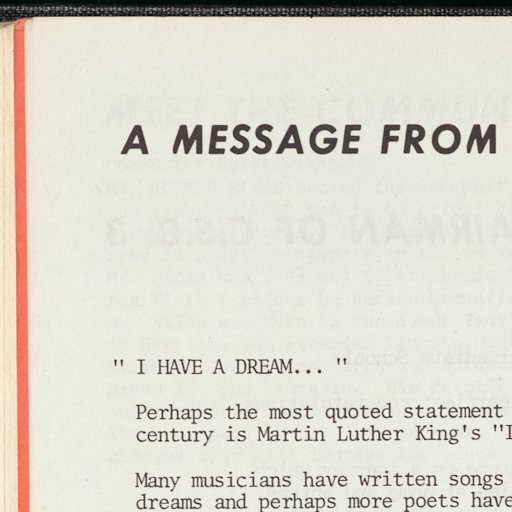 A MESSAGE FROM
" I HAVE A DREAM... "
Perhaps the most quoted statement
century is Martin Luther King's "I
Many musicians have written songs
dreams and perhaps more poets have